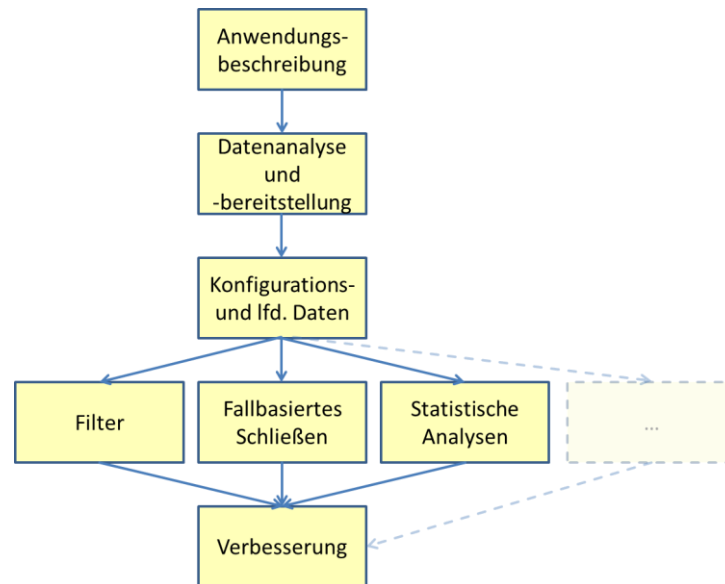 Anwendungs-
beschreibung
Datenanalyse
und
-bereitstellung
Konfigurations-
und lfd. Daten
Filter
Fallbasiertes
Schließen
Statistische
Analysen
...
Verbesserung